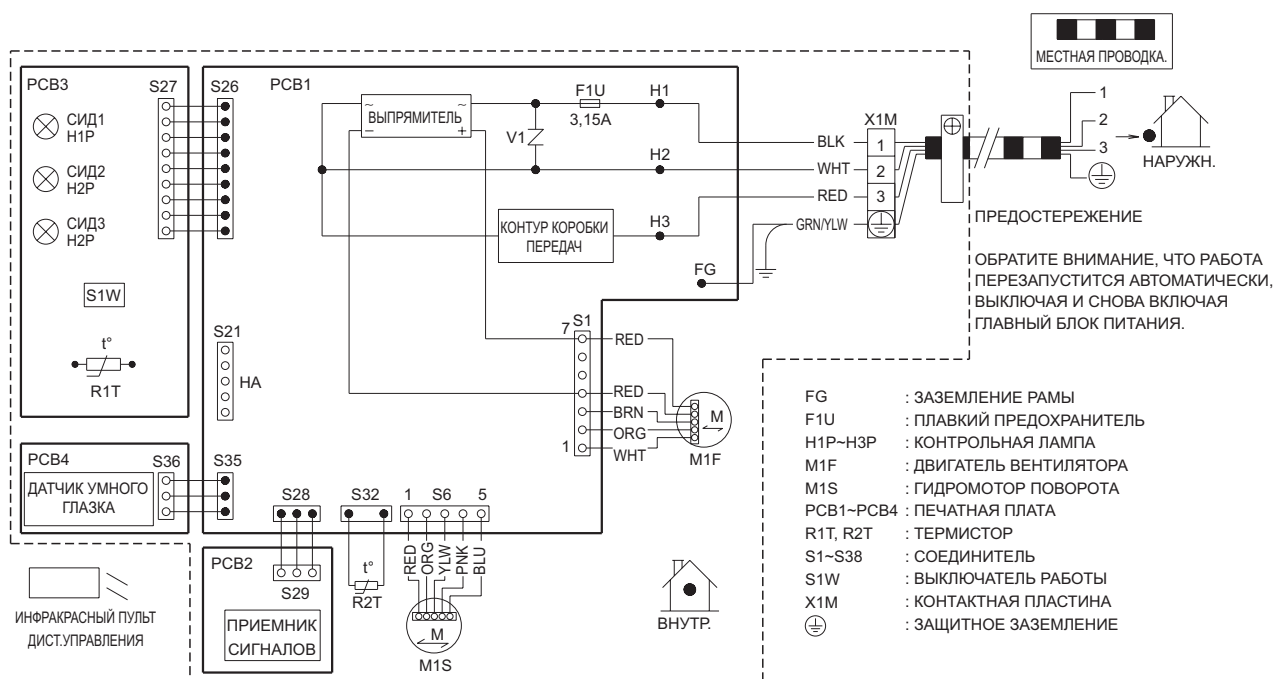 МЕСТНАЯ ПРОВОДКА.
PCB3
S27
S26
PCB1
СИД1
H1P
СИД2
H2P
СИД3
H2P
S1W
t°
R1T
~
~
ВЫПРЯМИТЕЛЬ
–
+
F1U
3,15A
H1
V1
H2
КОНТУР КОРОБКИ
ПЕРЕДАЧ
H3
FG
X1M
BLK
1
WHT
2
RED
3
GRN/YLW
1
2
3
НАРУЖН.
ПРЕДОСТЕРЕЖЕНИЕ
ОБРАТИТЕ ВНИМАНИЕ, ЧТО РАБОТА
ПЕРЕЗАПУСТИТСЯ АВТОМАТИЧЕСКИ,
ВЫКЛЮЧАЯ И СНОВА ВКЛЮЧАЯ
ГЛАВНЫЙ БЛОК ПИТАНИЯ.
S21
HA
S1
7
1
RED
RED
BRN
ORG
WHT
M
M1F
PCB4
S36
S35
ДАТЧИК УМНОГО
ГЛАЗКА
S28
S32
1
S6
5
PCB2
S29
ПРИЕМНИК
СИГНАЛОВ
t°
R2T
RED
ORG
YLW
PNK
BLU
M
M1S
ИНФРАКРАСНЫЙ ПУЛЬТ
ДИСТ.УПРАВЛЕНИЯ
ВНУТР.
FG : ЗАЗЕМЛЕНИЕ РАМЫ
F1U : ПЛАВКИЙ ПРЕДОХРАНИТЕЛЬ
H1P~H3P : КОНТРОЛЬНАЯ ЛАМПА
M1F : ДВИГАТЕЛЬ ВЕНТИЛЯТОРА
M1S : ГИДРОМОТОР ПОВОРОТА
PCB1~PCB4 : ПЕЧАТНАЯ ПЛАТА
R1T, R2T : ТЕРМИСТОР
S1~S38 : СОЕДИНИТЕЛЬ
S1W : ВЫКЛЮЧАТЕЛЬ РАБОТЫ
X1M : КОНТАКТНАЯ ПЛАСТИНА
: ЗАЩИТНОЕ ЗАЗЕМЛЕНИЕ